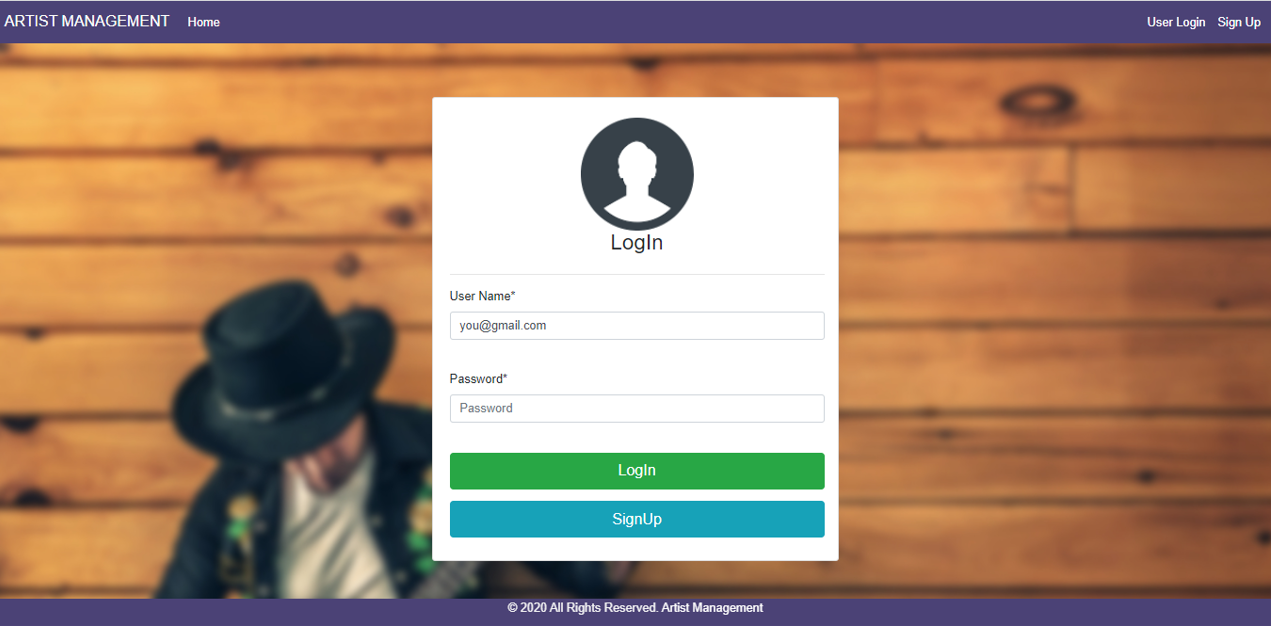 ARTIST MANAGEMENT Home User Login Sign Up
LogIn
User Name*
you@gmail.com
Password*
Password
LogIn
SignUp
© 2020 All Rights Reserved. Artist Management